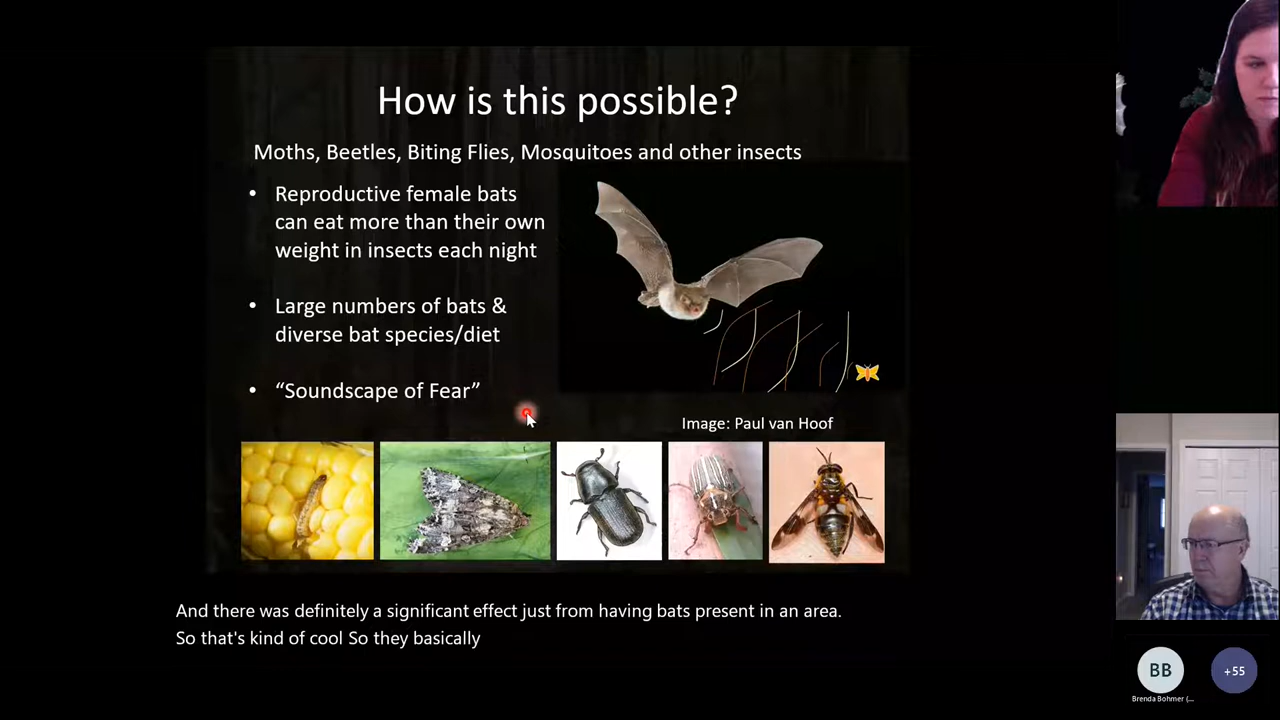 How is this possible?
Moths, Beetles, Biting Flies, Mosquitoes and other insects
• Reproductive female bats
can eat more than their own
weight in insects each night
• Large numbers of bats &
diverse bat species/diet
• “Soundscape of Fear”
Image: Paul van Hoof
And there was definitely a significant effect just from having bats present in an area.
So that's kind of cool So they basically
BB
+55
Brenda Bohmer (...